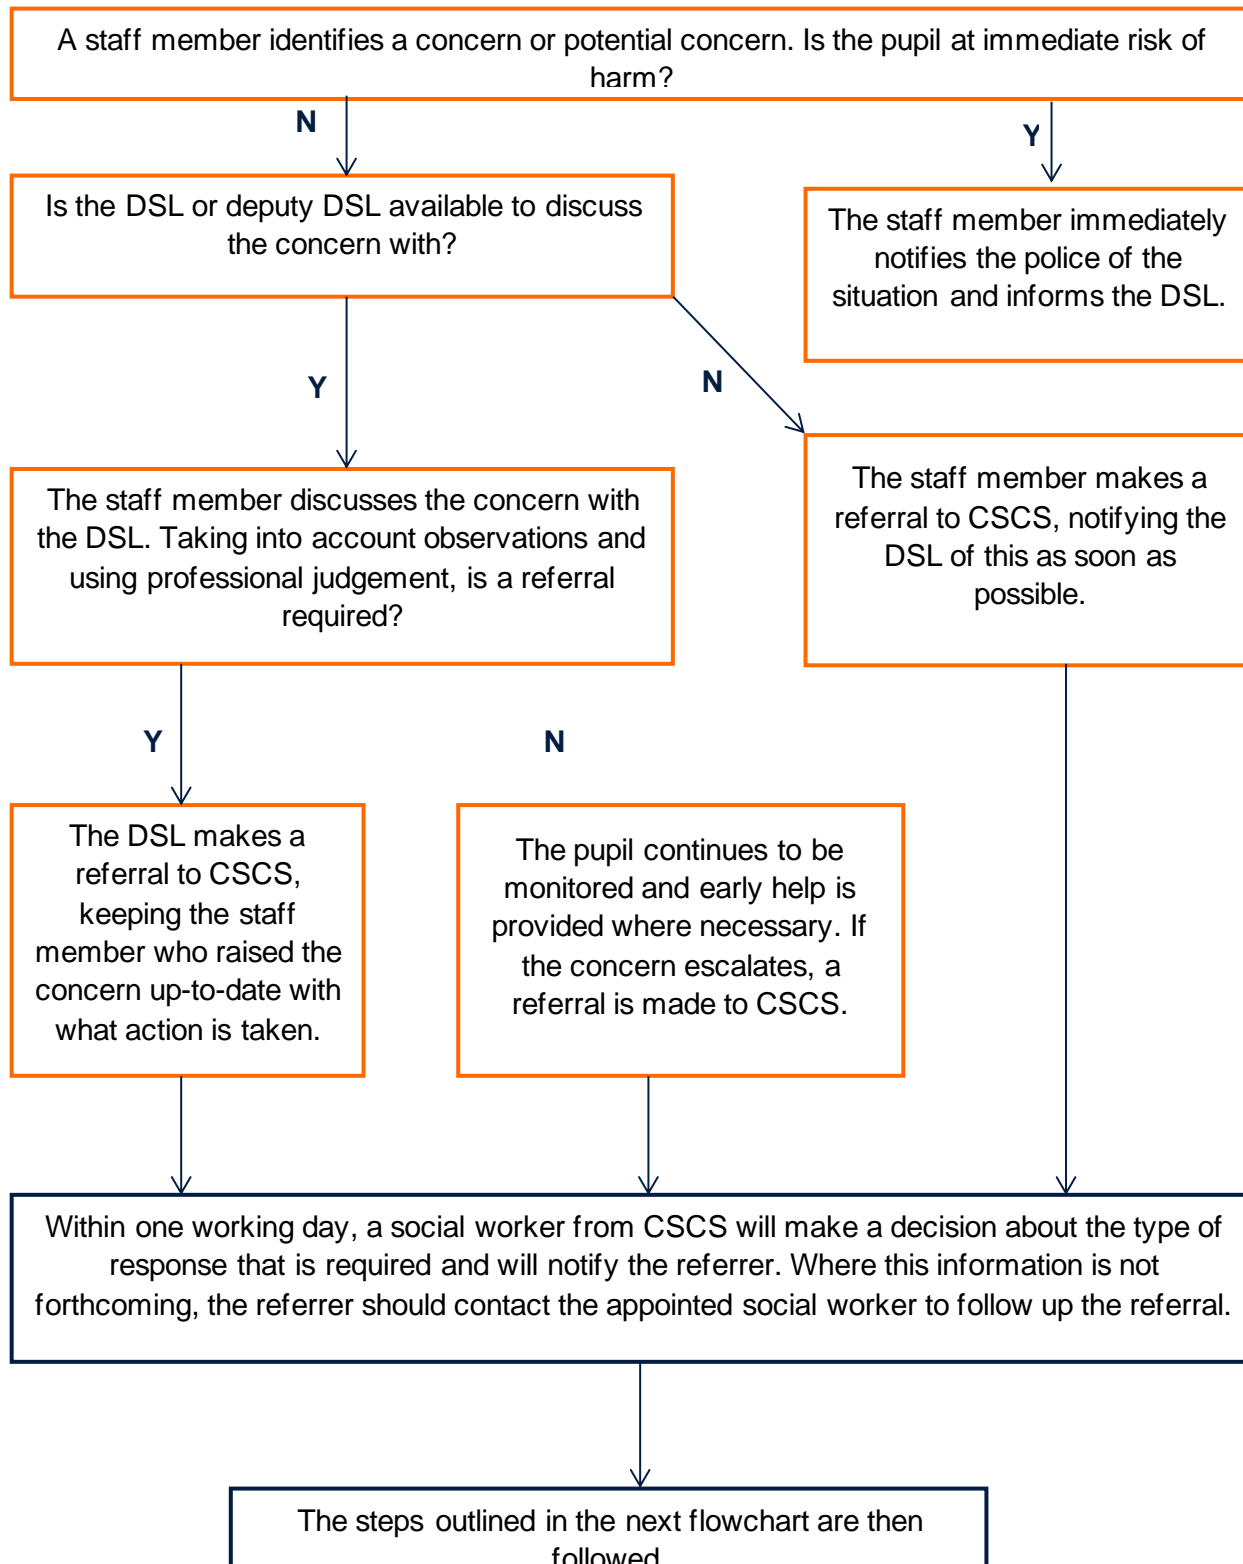 A staff member identifies a concern or potential concern. Is the pupil at immediate risk of
harm?
N
Y
Is the DSL or deputy DSL available to discuss
the concern with?
The staff member immediately
notifies the police of the
situation and informs the DSL.
Y
N
The staff member discusses the concern with
the DSL. Taking into account observations and
using professional judgement, is a referral
required?
The staff member makes a
referral to CSCS, notifying the
DSL of this as soon as
possible.
Y
N
The DSL makes a
referral to CSCS,
keeping the staff
member who raised the
concern up-to-date with
what action is taken.
The pupil continues to be
monitored and early help is
provided where necessary. If
the concern escalates, a
referral is made to CSCS.
Within one working day, a social worker from CSCS will make a decision about the type of
response that is required and will notify the referrer. Where this information is not
forthcoming, the referrer should contact the appointed social worker to follow up the referral.
The steps outlined in the next flowchart are then
followed